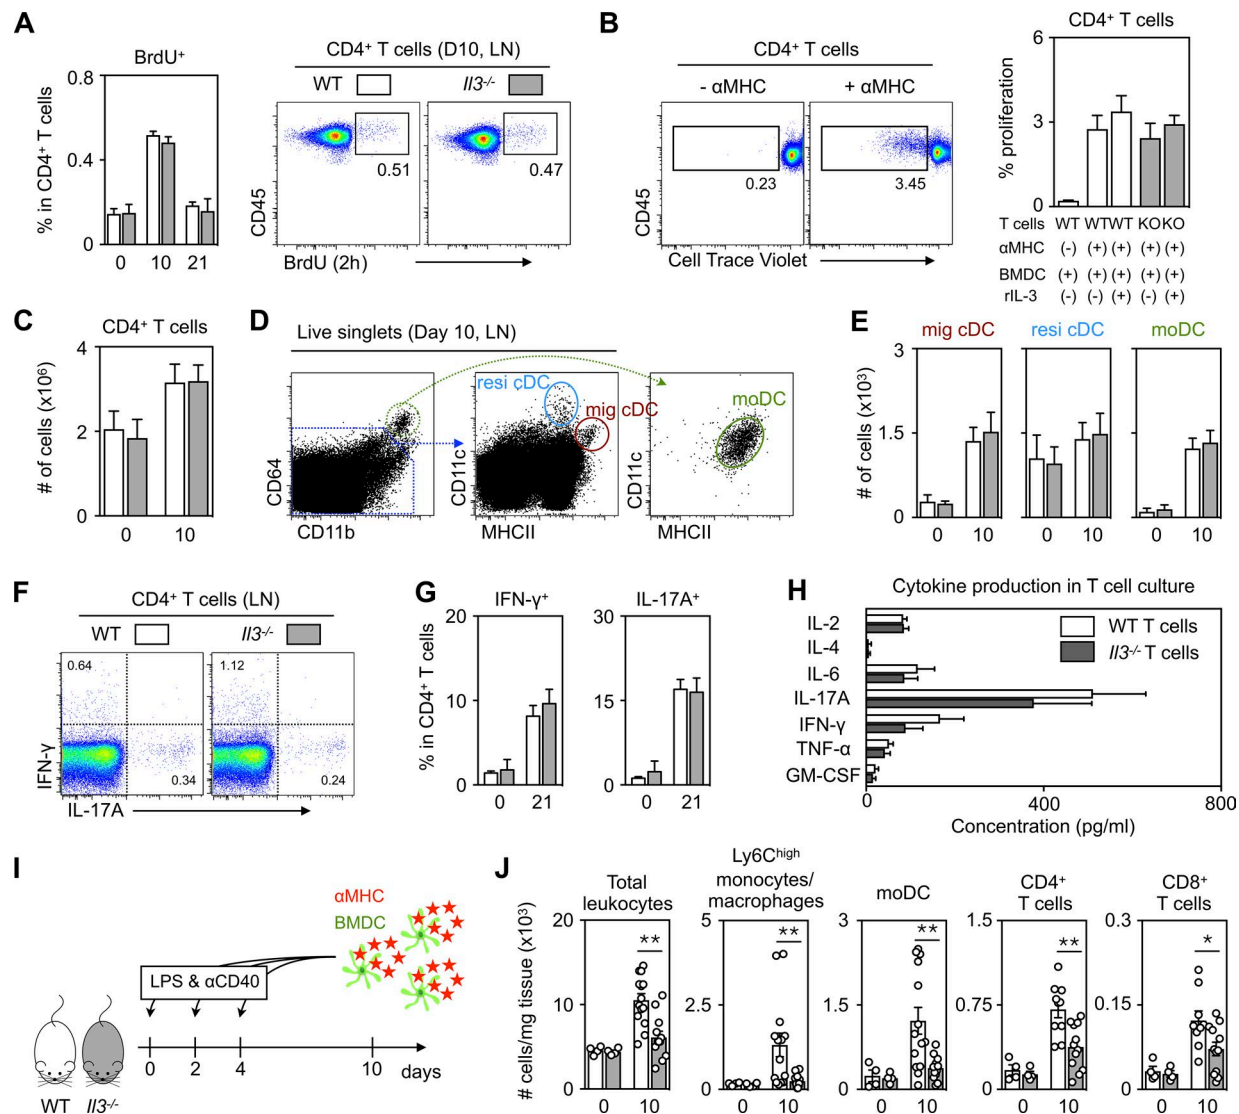 A
BrdU⁺
% in CD4⁺ T cells
0.8
0.4
0
0 10 21
CD4⁺ T cells (D10, LN)
WT Il3⁻/⁻
CD45
0.51 0.47
BrdU (2h)
B
CD4⁺ T cells
- αMHC + αMHC
CD45
0.23 3.45
Cell Trace Violet
CD4⁺ T cells
% proliferation
6
3
0
T cells WT WT WT KO KO
αMHC (-) (+) (+) (+) (+)
BMDC (+) (+) (+) (+) (+)
rIL-3 (-) (-) (+) (-) (+)
C
CD4⁺ T cells
# of cells (x10⁶)
4
2
0
0 10
D
Live singlets (Day 10, LN)
CD64
CD11b
resi cDC
mig cDC
CD11c
MHCII
moDC
CD11c
MHCII
E
mig cDC resi cDC moDC
# of cells (x10³)
3
1.5
0
0 10 0 10 0 10
F
CD4⁺ T cells (LN)
WT Il3⁻/⁻
0.64 1.12
IFN-γ
0.34 0.24
IL-17A
G
IFN-γ⁺ IL-17A⁺
% in CD4⁺ T cells
20 30
10 15
0 0
0 21 0 21
H
Cytokine production in T cell culture
IL-2
IL-4
IL-6
IL-17A
IFN-γ
TNF-α
GM-CSF
WT T cells
Il3⁻/⁻ T cells
0 400 800
Concentration (pg/ml)
I
αMHC
BMDC
LPS & αCD40
0 2 4 10 days
WT Il3⁻/⁻
J
# cells/mg tissue (x10³)
Total
leukocytes
20
10
0
**
0 10
Ly6Cʰⁱᵍʰ
monocytes/
macrophages
5
2.5
0
**
0 10
moDC
3
1.5
0
**
0 10
CD4⁺
T cells
1.5
0.75
0
**
0 10
CD8⁺
T cells
0.3
0.15
0
*
0 10